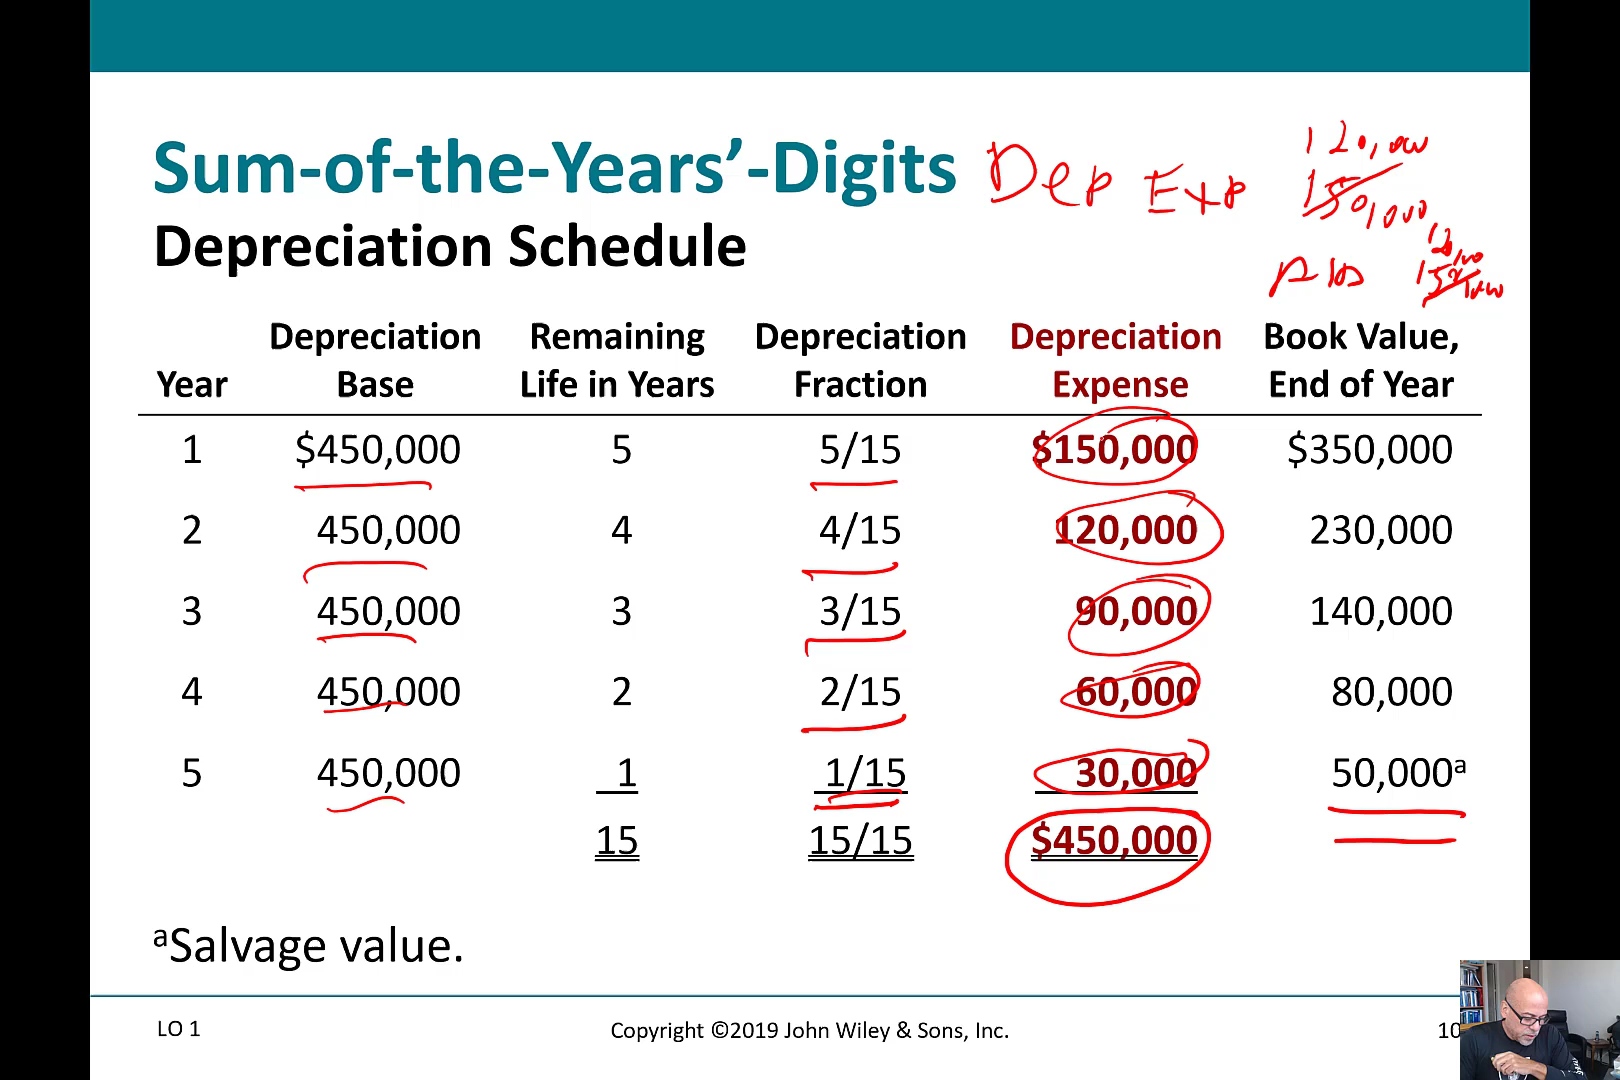 Sum-of-the-Years’-Digits Dep Exp 120,000
150,000
Depreciation Schedule
Year Depreciation Base Remaining Life in Years Depreciation Fraction Depreciation Expense Book Value, End of Year
1 $450,000 5 5/15 $150,000 $350,000
2 450,000 4 4/15 120,000 230,000
3 450,000 3 3/15 90,000 140,000
4 450,000 2 2/15 60,000 80,000
5 450,000 1 1/15 30,000 50,000ᵃ
15 15/15 $450,000
ᵃSalvage value.
LO 1 Copyright ©2019 John Wiley & Sons, Inc. 10